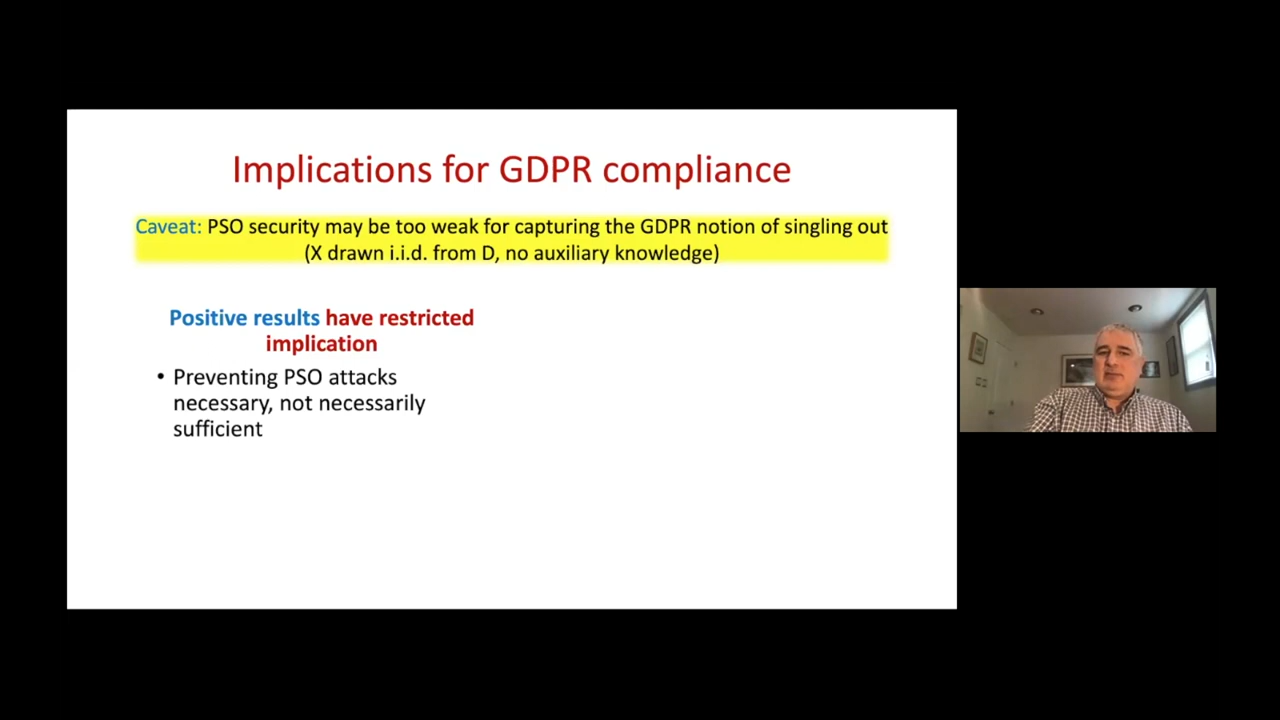 Implications for GDPR compliance
Caveat: PSO security may be too weak for capturing the GDPR notion of singling out
(X drawn i.i.d. from D, no auxiliary knowledge)
Positive results have restricted
implication
• Preventing PSO attacks
necessary, not necessarily
sufficient